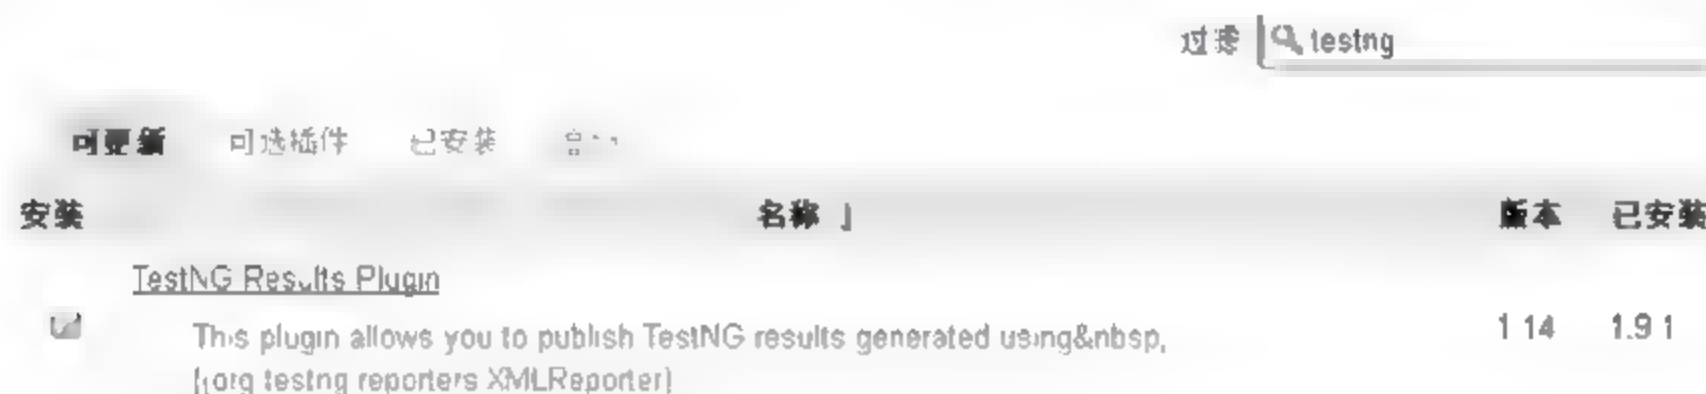 过滤 testng
可更新 可选插件 已安装
安装 名称 ↓ 版本 已安装
TestNG Results Plugin
This plugin allows you to publish TestNG results generated using&nbsp;
[org.testng.reporters.XMLReporter] 1.14 1.9.1